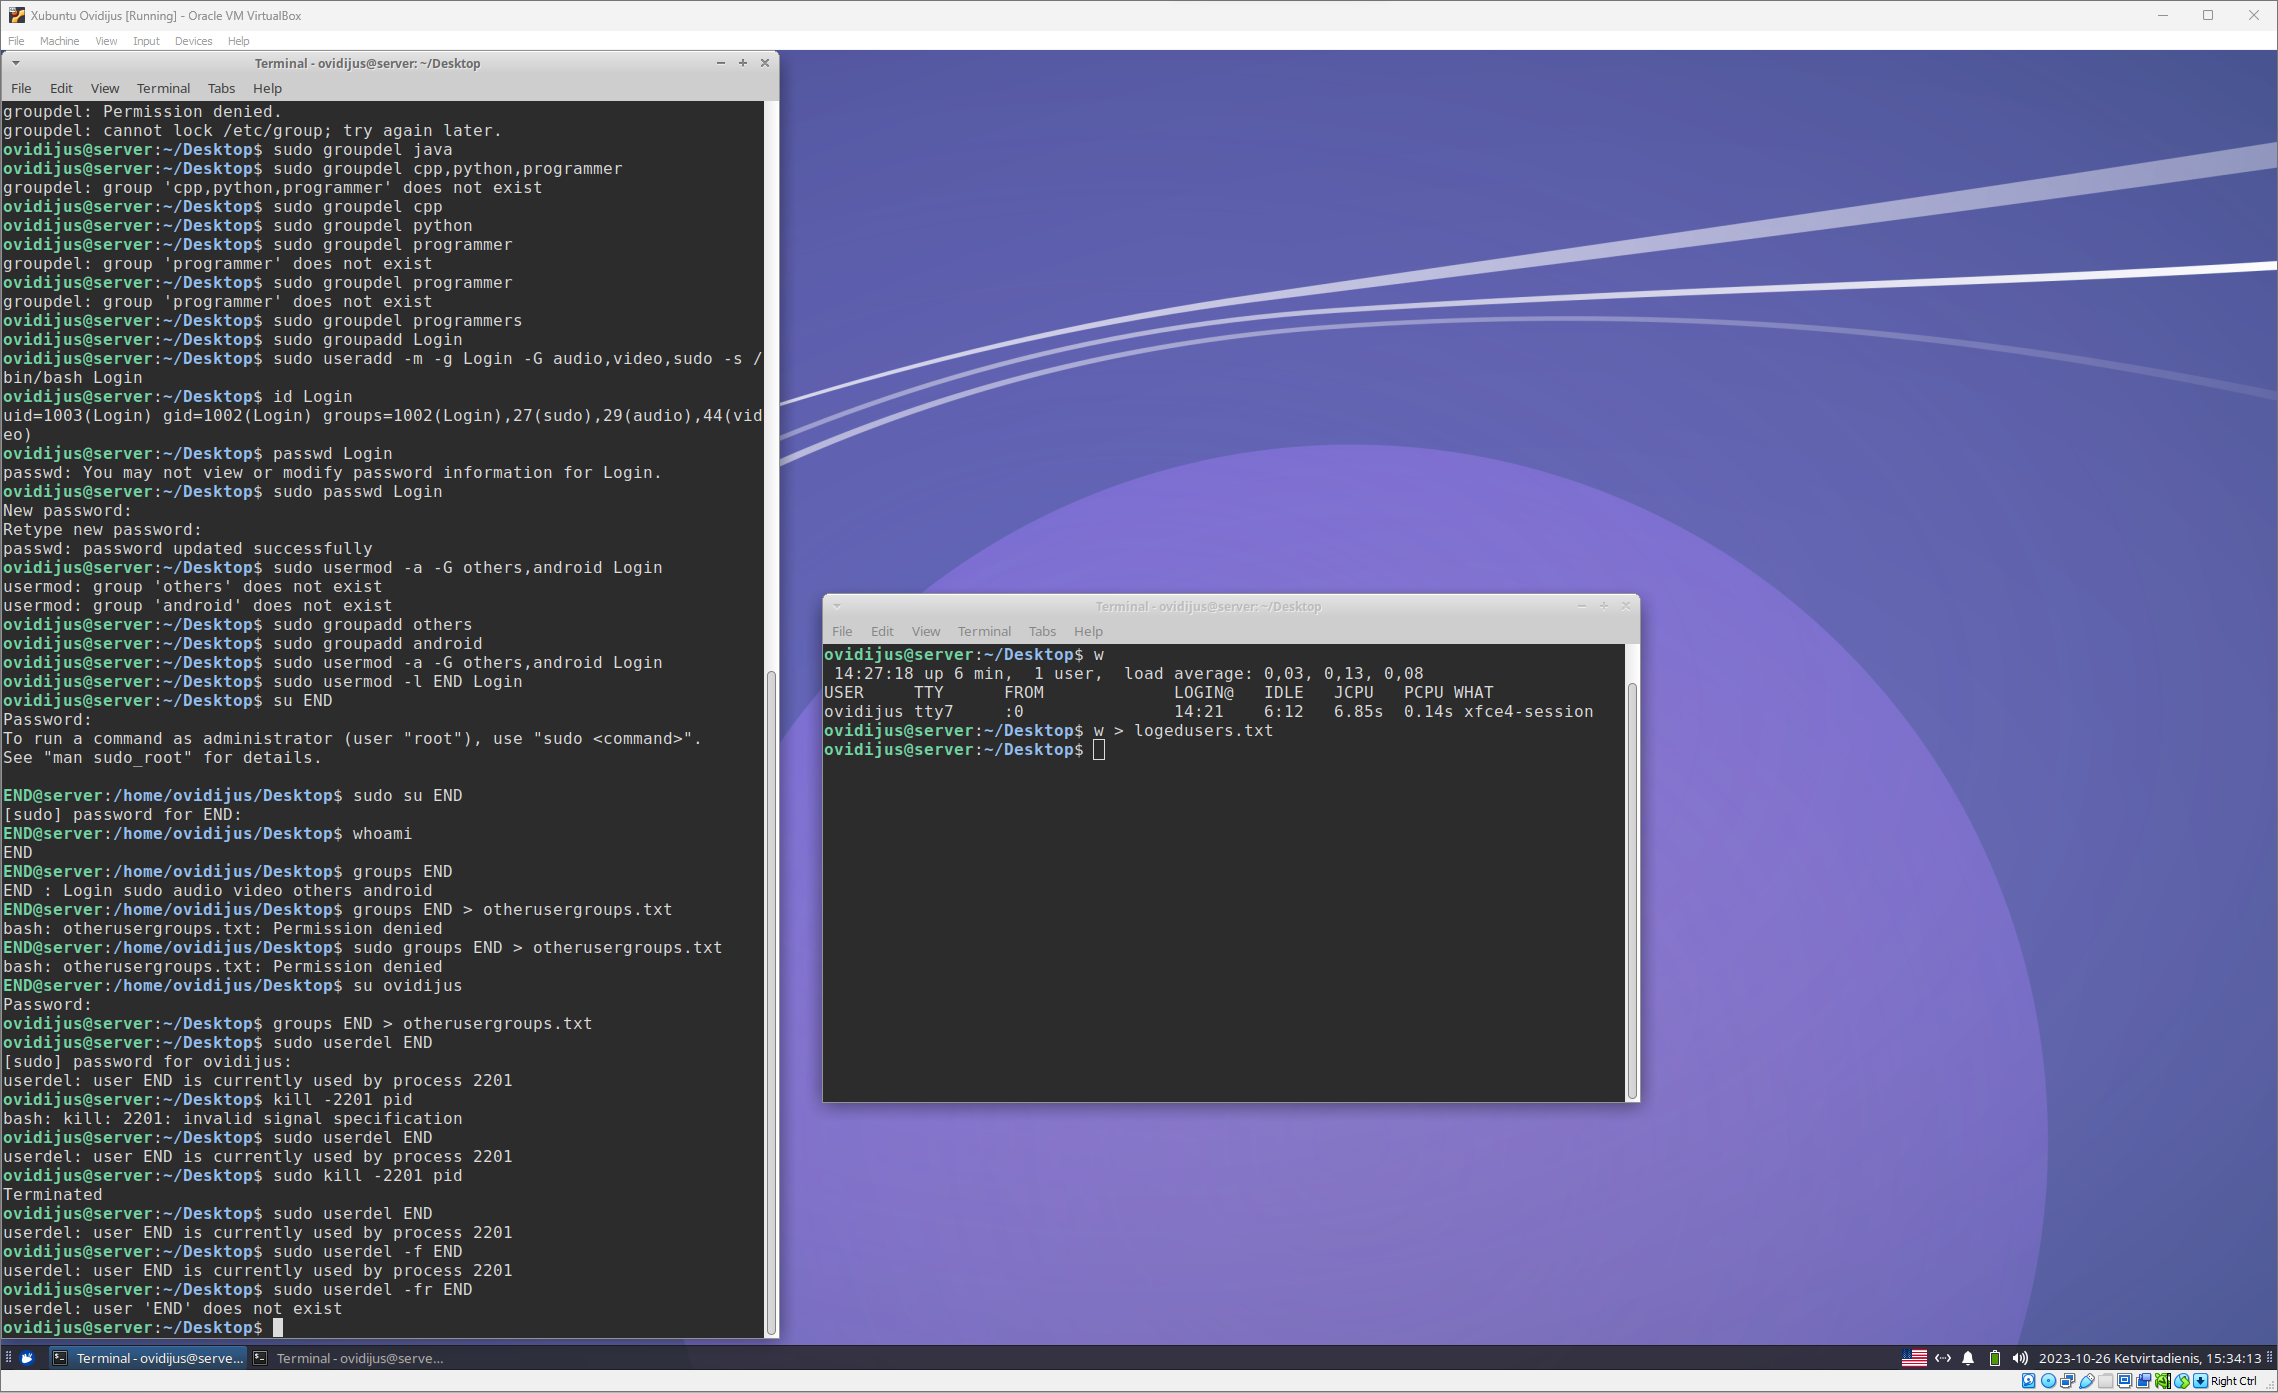 Xubuntu Ovidijus [Running] - Oracle VM VirtualBox
File Machine View Input Devices Help
Terminal - ovidijus@server: ~/Desktop
File Edit View Terminal Tabs Help
groupdel: Permission denied.
groupdel: cannot lock /etc/group; try again later.
ovidijus@server:~/Desktop$ sudo groupdel java
ovidijus@server:~/Desktop$ sudo groupdel cpp,python,programmer
groupdel: group 'cpp,python,programmer' does not exist
ovidijus@server:~/Desktop$ sudo groupdel cpp
ovidijus@server:~/Desktop$ sudo groupdel python
ovidijus@server:~/Desktop$ sudo groupdel programmer
groupdel: group 'programmer' does not exist
ovidijus@server:~/Desktop$ sudo groupdel programmer
groupdel: group 'programmer' does not exist
ovidijus@server:~/Desktop$ sudo groupdel programmers
ovidijus@server:~/Desktop$ sudo groupadd Login
ovidijus@server:~/Desktop$ sudo useradd -m -g Login -G audio,video,sudo -s /
bin/bash Login
ovidijus@server:~/Desktop$ id Login
uid=1003(Login) gid=1002(Login) groups=1002(Login),27(sudo),29(audio),44(vid
eo)
ovidijus@server:~/Desktop$ passwd Login
passwd: You may not view or modify password information for Login.
ovidijus@server:~/Desktop$ sudo passwd Login
New password:
Retype new password:
passwd: password updated successfully
ovidijus@server:~/Desktop$ sudo usermod -a -G others,android Login
usermod: group 'others' does not exist
usermod: group 'android' does not exist
ovidijus@server:~/Desktop$ sudo groupadd others
ovidijus@server:~/Desktop$ sudo groupadd android
ovidijus@server:~/Desktop$ sudo usermod -a -G others,android Login
ovidijus@server:~/Desktop$ sudo usermod -l END Login
ovidijus@server:~/Desktop$ su END
Password:
To run a command as administrator (user "root"), use "sudo <command>".
See "man sudo_root" for details.
END@server:/home/ovidijus/Desktop$ sudo su END
[sudo] password for END:
END@server:/home/ovidijus/Desktop$ whoami
END
END@server:/home/ovidijus/Desktop$ groups END
END : Login sudo audio video others android
END@server:/home/ovidijus/Desktop$ groups END > otherusergroups.txt
bash: otherusergroups.txt: Permission denied
END@server:/home/ovidijus/Desktop$ sudo groups END > otherusergroups.txt
bash: otherusergroups.txt: Permission denied
END@server:/home/ovidijus/Desktop$ su ovidijus
Password:
ovidijus@server:~/Desktop$ groups END > otherusergroups.txt
ovidijus@server:~/Desktop$ sudo userdel END
[sudo] password for ovidijus:
userdel: user END is currently used by process 2201
ovidijus@server:~/Desktop$ kill -2201 pid
bash: kill: 2201: invalid signal specification
ovidijus@server:~/Desktop$ sudo userdel END
userdel: user END is currently used by process 2201
ovidijus@server:~/Desktop$ sudo kill -2201 pid
Terminated
ovidijus@server:~/Desktop$ sudo userdel END
userdel: user END is currently used by process 2201
ovidijus@server:~/Desktop$ sudo userdel -f END
userdel: user END is currently used by process 2201
ovidijus@server:~/Desktop$ sudo userdel -fr END
userdel: user 'END' does not exist
ovidijus@server:~/Desktop$
Terminal - ovidijus@server: ~/Desktop
File Edit View Terminal Tabs Help
ovidijus@server:~/Desktop$ w
14:27:18 up 6 min, 1 user, load average: 0,03, 0,13, 0,08
USER TTY FROM LOGIN@ IDLE JCPU PCPU WHAT
ovidijus tty7 :0 14:21 6:12 6.85s 0.14s xfce4-session
ovidijus@server:~/Desktop$ w > logedusers.txt
ovidijus@server:~/Desktop$
Terminal - ovidijus@serve... Terminal - ovidijus@serve... 2023-10-26 Ketvirtadienis, 15:34:13
Right Ctrl